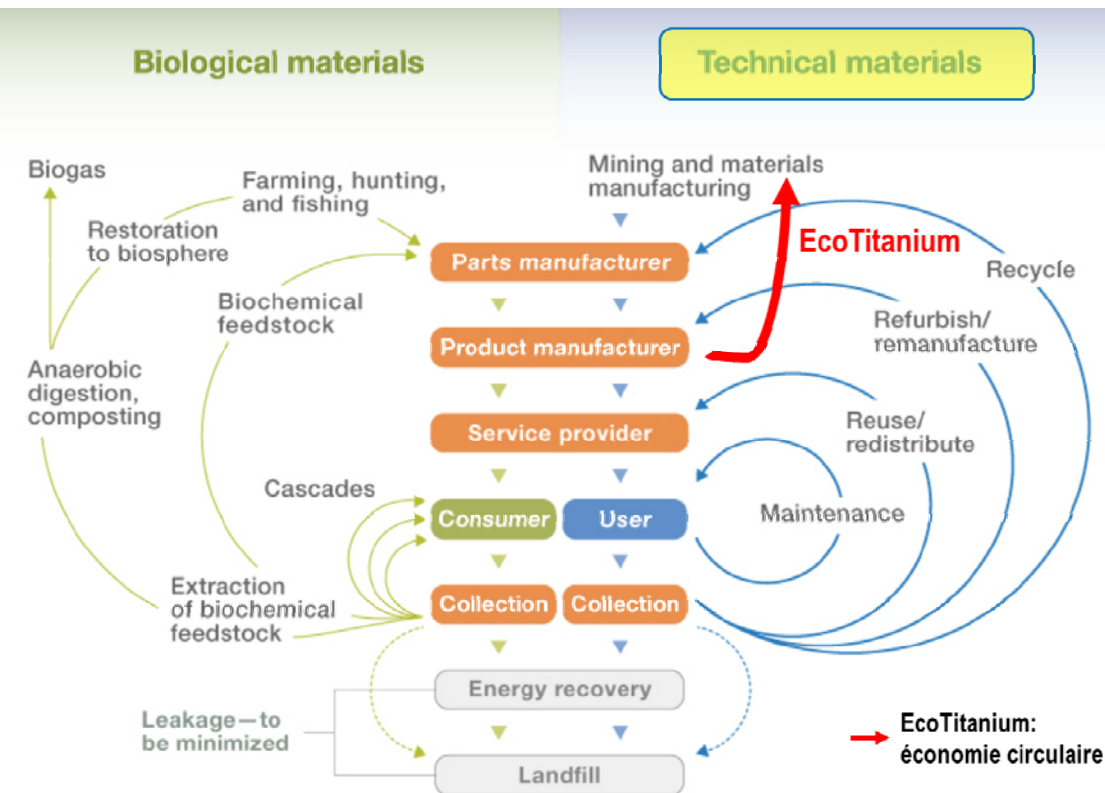 Biological materials
Technical materials
Biogas
Farming, hunting,
and fishing
Restoration
to biosphere
Biochemical
feedstock
Anaerobic
digestion,
composting
Cascades
Extraction
of biochemical
feedstock
Mining and materials
manufacturing
EcoTitanium
Parts manufacturer
Product manufacturer
Service provider
Consumer
User
Collection
Collection
Energy recovery
Landfill
Recycle
Refurbish/
remanufacture
Reuse/
redistribute
Maintenance
Leakage—to
be minimized
EcoTitanium:
économie circulaire